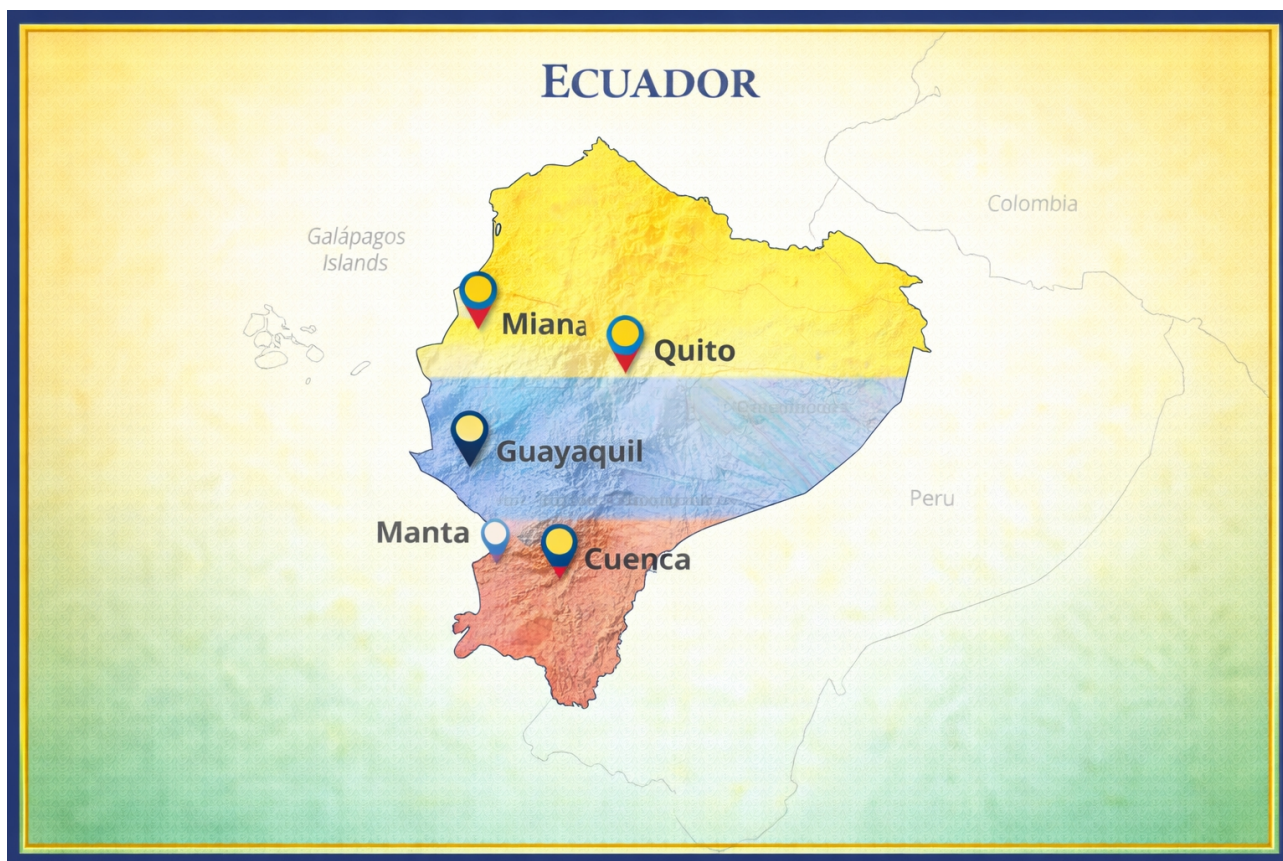 ECUADOR
Colombia
Galápagos
Islands
Miana
Quito
Guayaquil
Peru
Manta
Cuenca